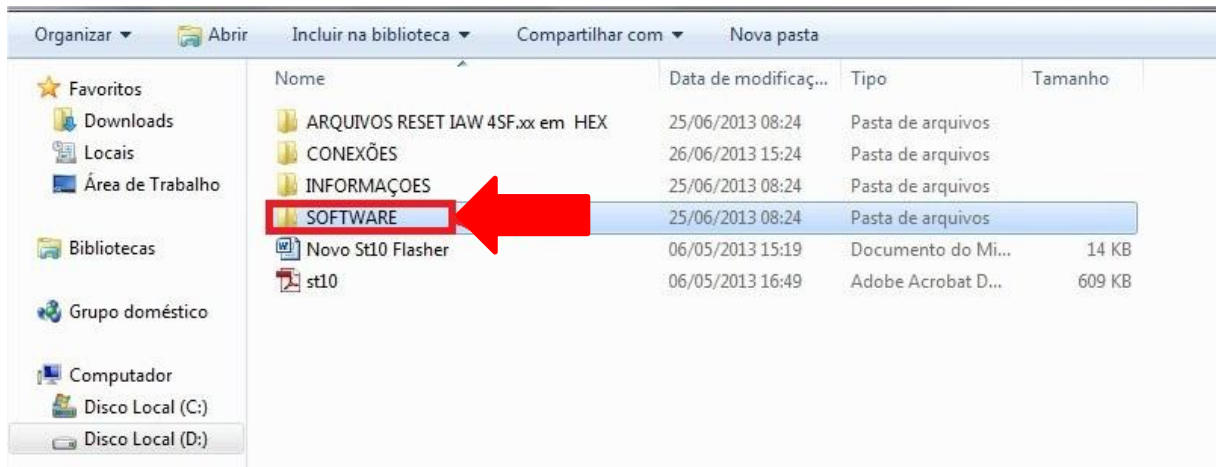 Organizar Abrir Incluir na biblioteca Compartilhar com Nova pasta
Favoritos
Downloads
Locais
Área de Trabalho
Bibliotecas
Grupo doméstico
Computador
Disco Local (C:)
Disco Local (D:)
Nome Data de modificaç... Tipo Tamanho
ARQUIVOS RESET IAW 4SF.xx em HEX 25/06/2013 08:24 Pasta de arquivos
CONEXÕES 26/06/2013 15:24 Pasta de arquivos
INFORMAÇOES 25/06/2013 08:24 Pasta de arquivos
SOFTWARE 25/06/2013 08:24 Pasta de arquivos
Novo St10 Flasher 06/05/2013 15:19 Documento do Mi... 14 KB
st10 06/05/2013 16:49 Adobe Acrobat D... 609 KB